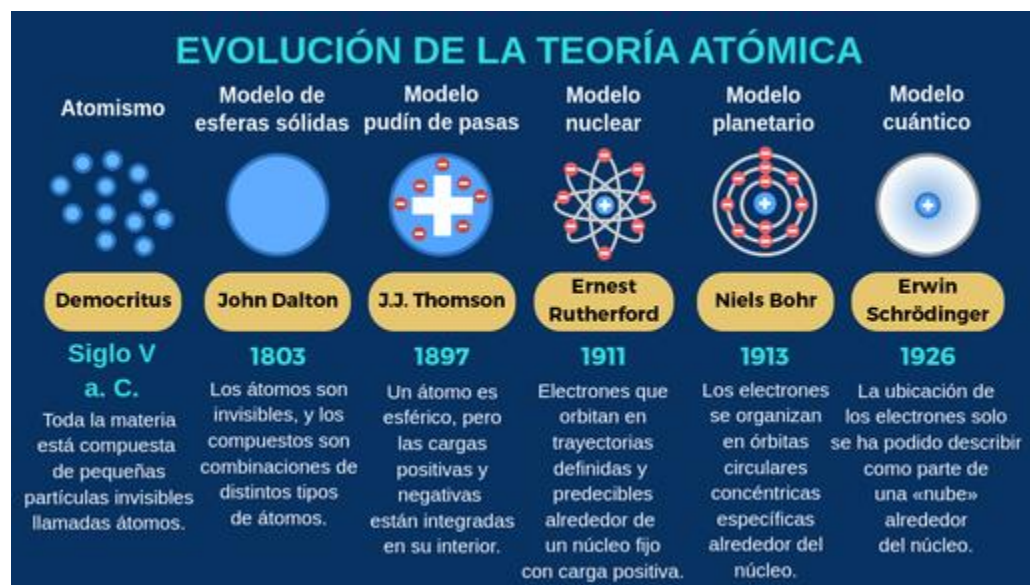 EVOLUCIÓN DE LA TEORÍA ATÓMICA
Atomismo
Democritus
Siglo V
a. C.
Toda la materia
está compuesta
de pequeñas
partículas invisibles
llamadas átomos.
Modelo de
esferas sólidas
John Dalton
1803
Los átomos son
invisibles, y los
compuestos son
combinaciones de
distintos tipos
de átomos.
Modelo
pudín de pasas
J.J. Thomson
1897
Un átomo es
esférico, pero
las cargas
positivas y
negativas
están integradas
en su interior.
Modelo
nuclear
Ernest
Rutherford
1911
Electrones que
orbitan en
trayectorias
definidas y
predecibles
alrededor de
un núcleo fijo
con carga positiva.
Modelo
planetario
Niels Bohr
1913
Los electrones
se organizan
en órbitas
circulares
concéntricas
específicas
alrededor del
núcleo.
Modelo
cuántico
Erwin
Schrödinger
1926
La ubicación de
los electrones solo
se ha podido describir
como parte de
una «nube»
alrededor
del núcleo.